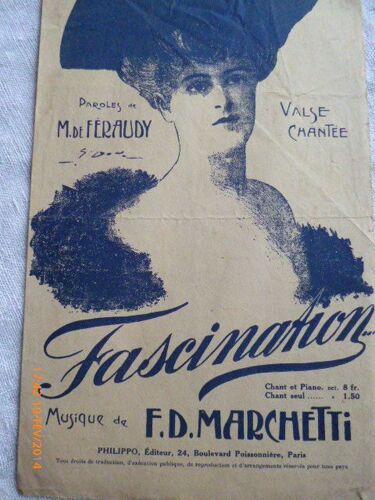 PAROLES de
M. DE FÉRAUDY
VALSE
CHANTÉE
Fascination...
Chant et Piano. net. 8 fr.
Chant seul ...... » 1.50
MUSIQUE de F. D. MARCHETTI
PHILIPPO, Éditeur, 24, Boulevard Poissonnière, Paris
Tous droits de traduction, d'exécution publique, de reproduction et d'arrangements réservés pour tous pays